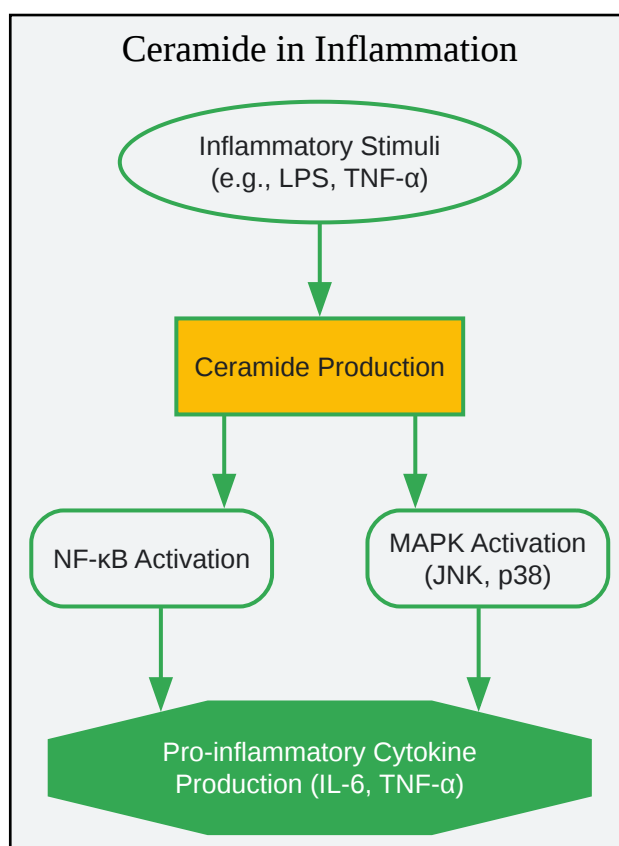 Ceramide in Inflammation
Inflammatory Stimuli
(e.g., LPS, TNF-α)
Ceramide Production
NF-κB Activation
MAPK Activation
(JNK, p38)
Pro-inflammatory Cytokine
Production (IL-6, TNF-α)